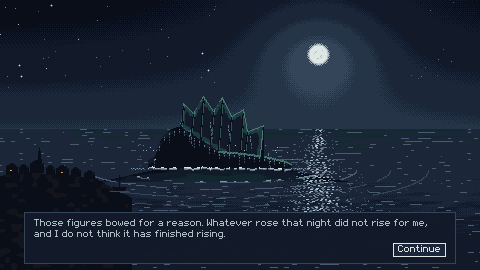 Those figures bowed for a reason. Whatever rose that night did not rise for me,
and I do not think it has finished rising.
Continue